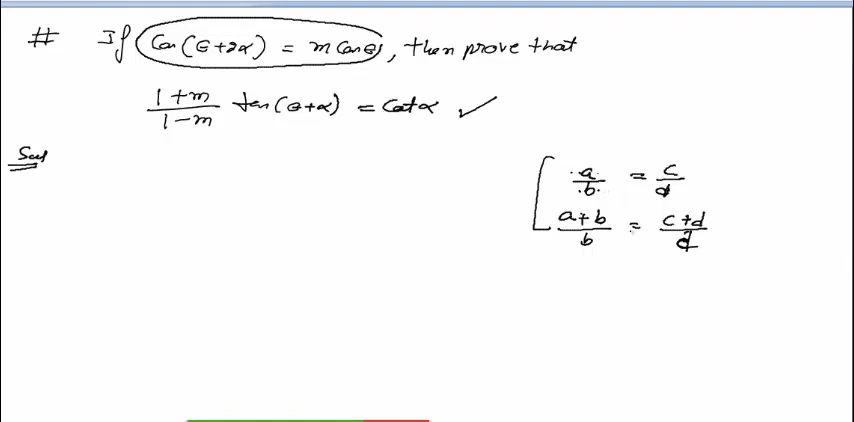 # If Cos(θ+2α) = m Cosθ, then prove that
1+m/1-m tan(θ+α) = Cotα ✓
Sol
a/b = c/d
a+b/b = c+d/d